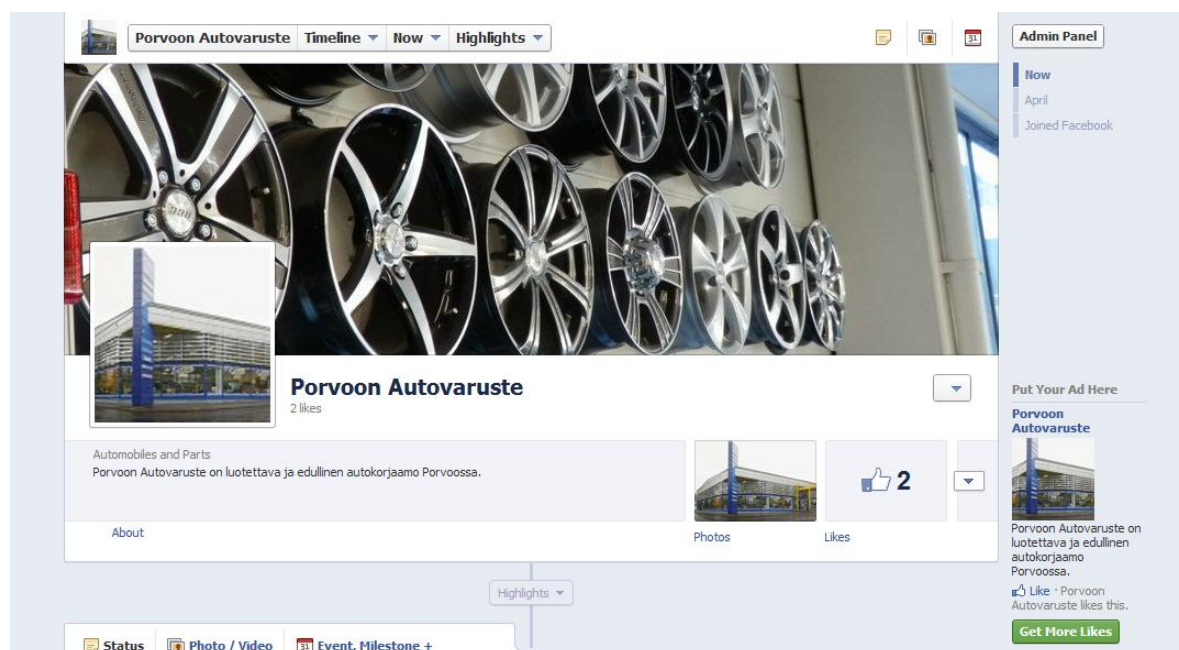 Porvoon Autovaruste Timeline Now Highlights
31
Admin Panel
Now
April
Joined Facebook
Porvoon Autovaruste
2 likes
Automobiles and Parts
Porvoon Autovaruste on luotettava ja edullinen autokorjaamo Porvoossa.
2
About
Photos
Likes
Put Your Ad Here
Porvoon
Autovaruste
Porvoon Autovaruste on
luotettava ja edullinen
autokorjaamo
Porvoossa.
Like · Porvoon
Autovaruste likes this.
Get More Likes
Highlights
Status Photo / Video 31 Event, Milestone +